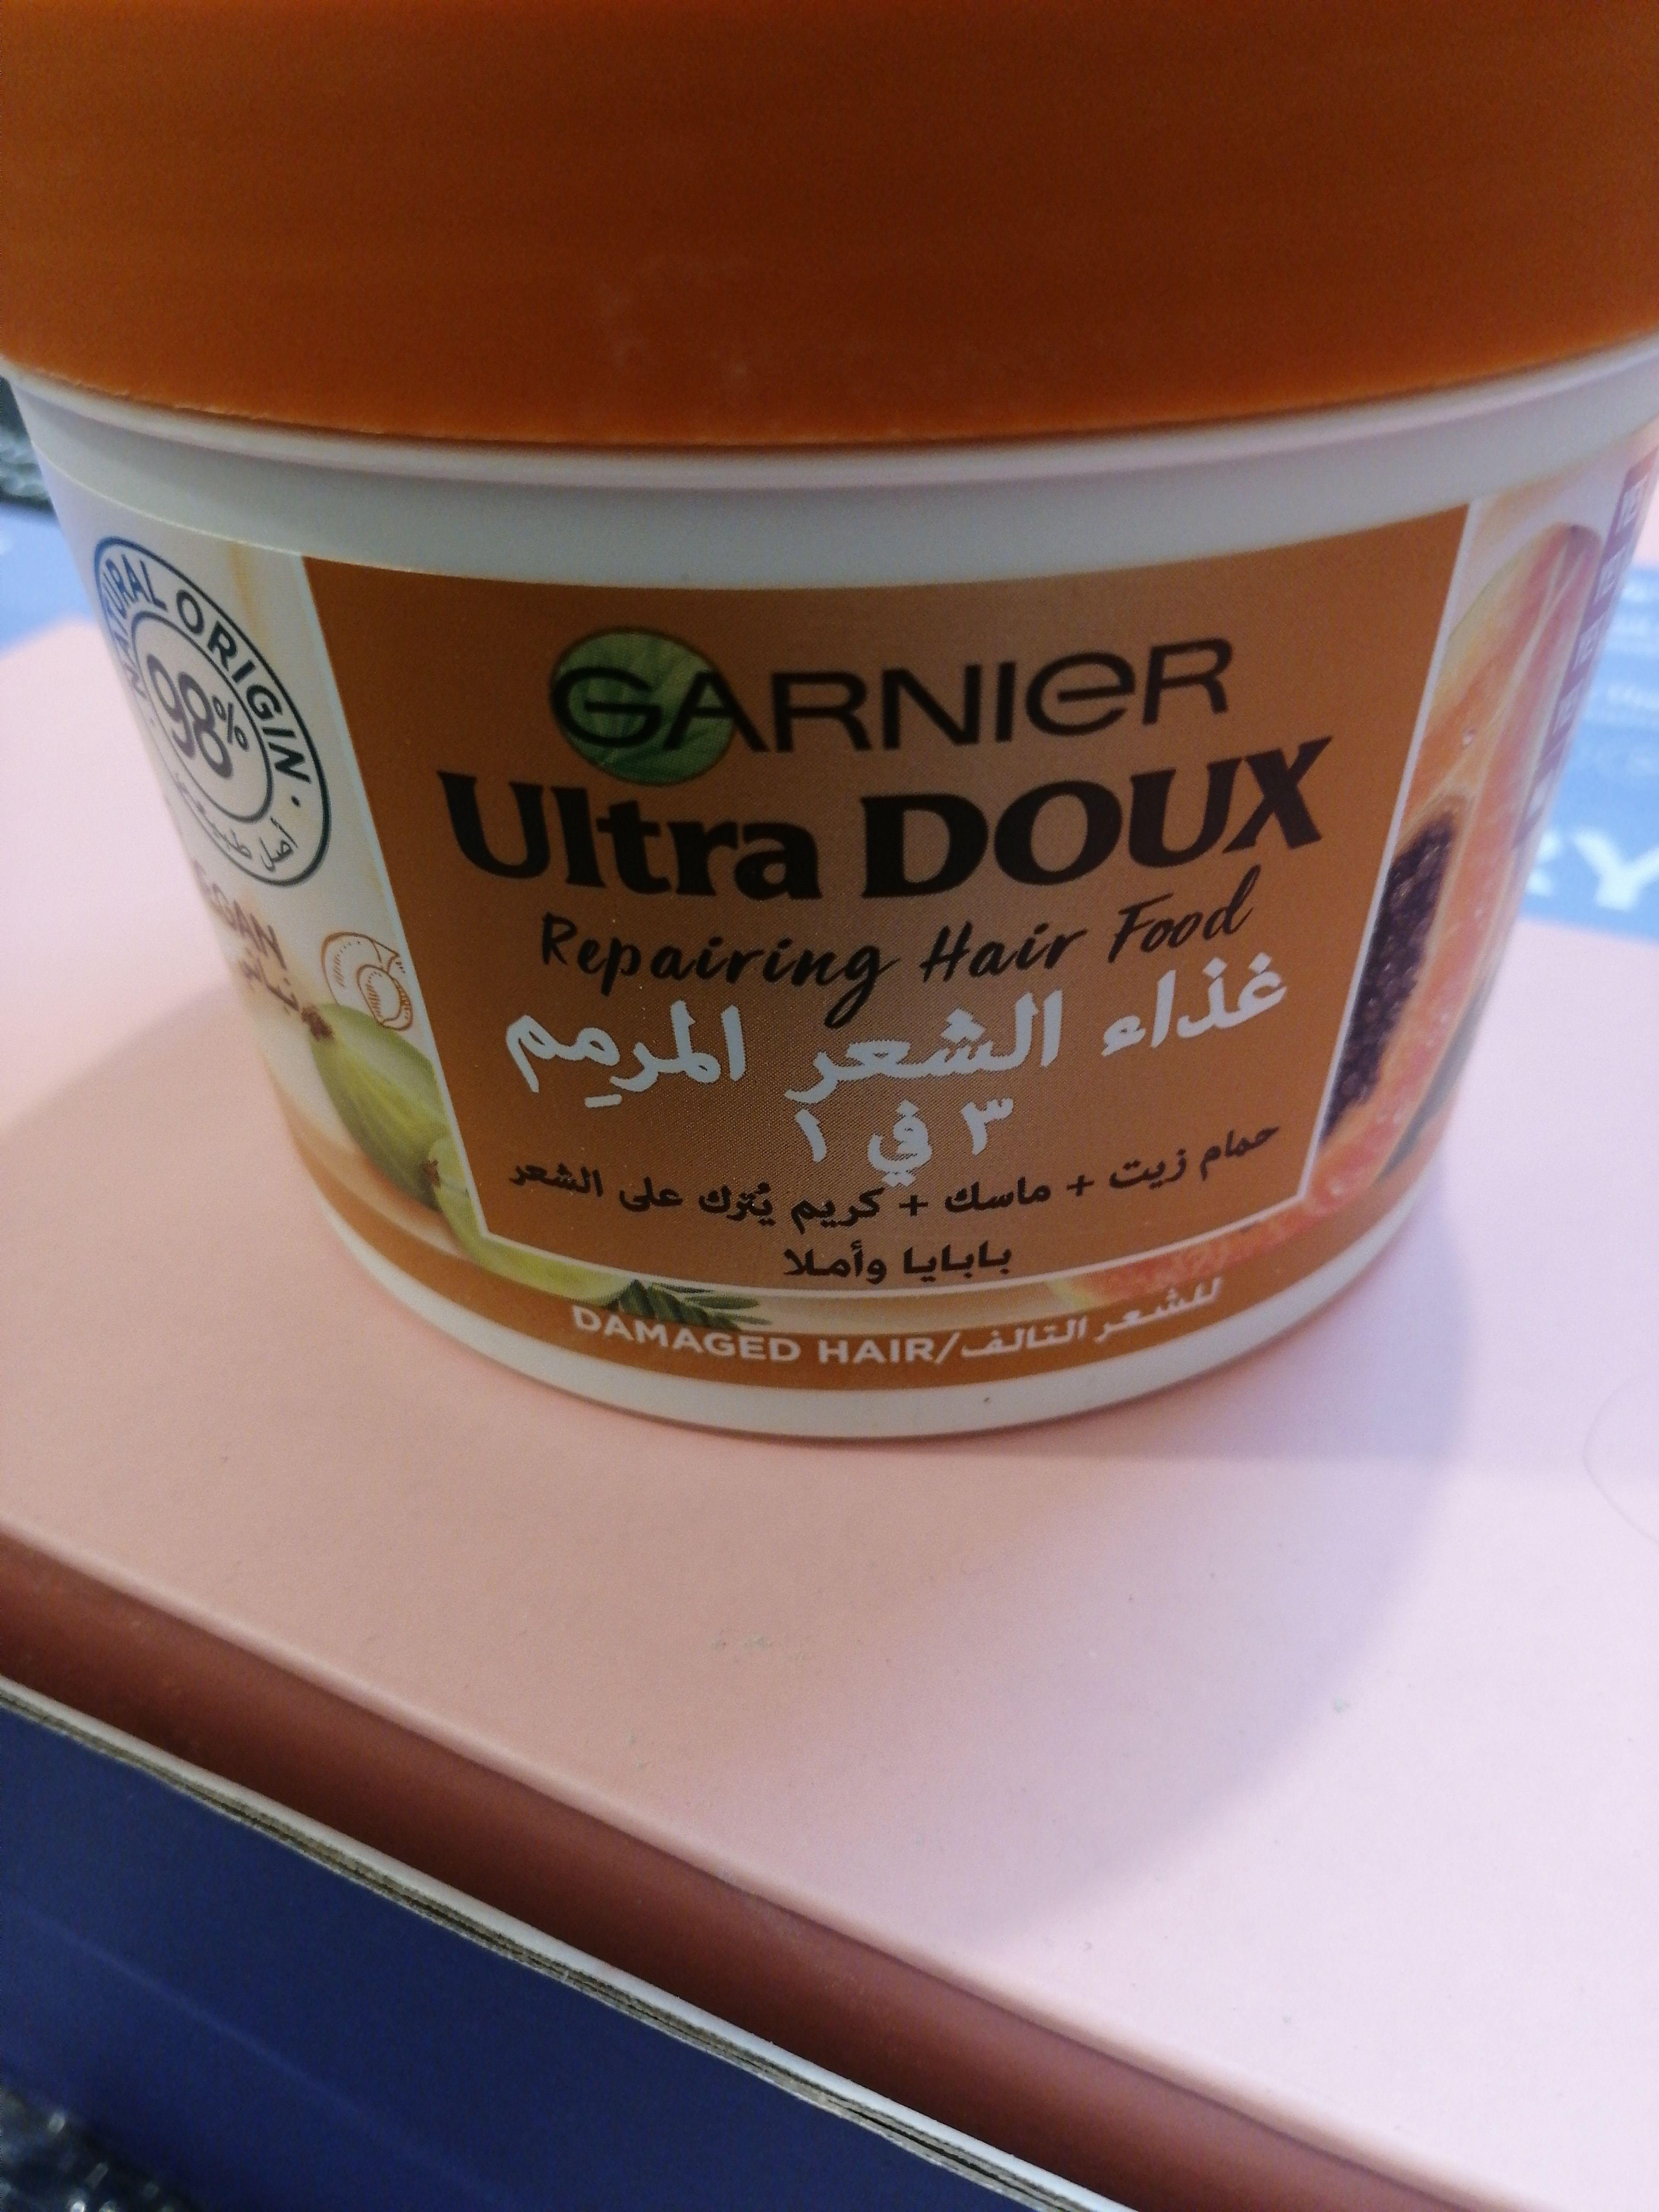 GARNIER
Ultra DOUX
Repairing Hair Food
غذاء الشعر المرمِم
٣ في ١
حمام زيت + ماسك + كريم يُترك على الشعر
بابايا وأملا
DAMAGED HAIR/للشعر التالف
NATURAL ORIGIN
98%
أصل طبيعي